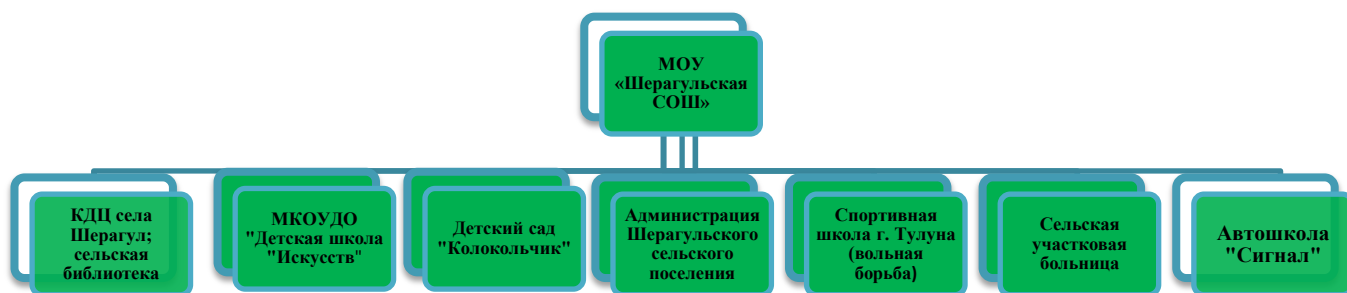 МОУ
«Шерагульская
СОШ»
КДЦ села
Шерагул;
сельская
библиотека
МКОУДО
"Детская школа
"Искусств"
Детский сад
"Колокольчик"
Администрация
Шерагульского
сельского
поселения
Спортивная
школа г. Тулуна
(вольная
борьба)
Сельская
участковая
больница
Автошкола
"Сигнал"